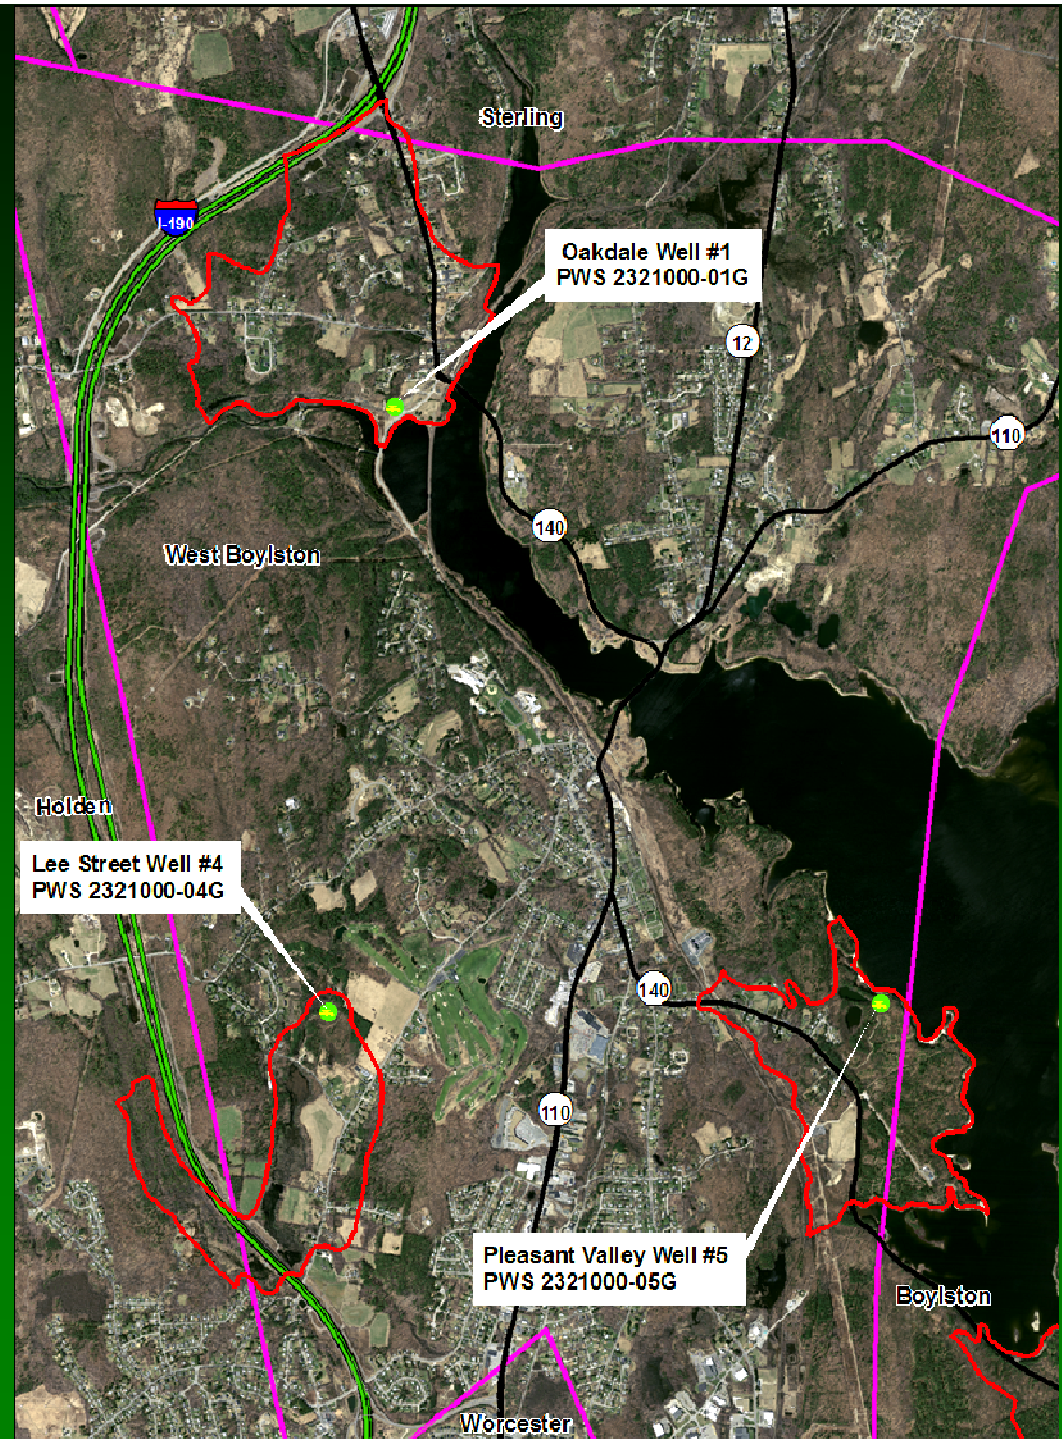 Sterling
I-190
Oakdale Well #1
PWS 2321000-01G
12
110
140
West Boylston
Holden
Lee Street Well #4
PWS 2321000-04G
140
110
Pleasant Valley Well #5
PWS 2321000-05G
Boylston
Worcester